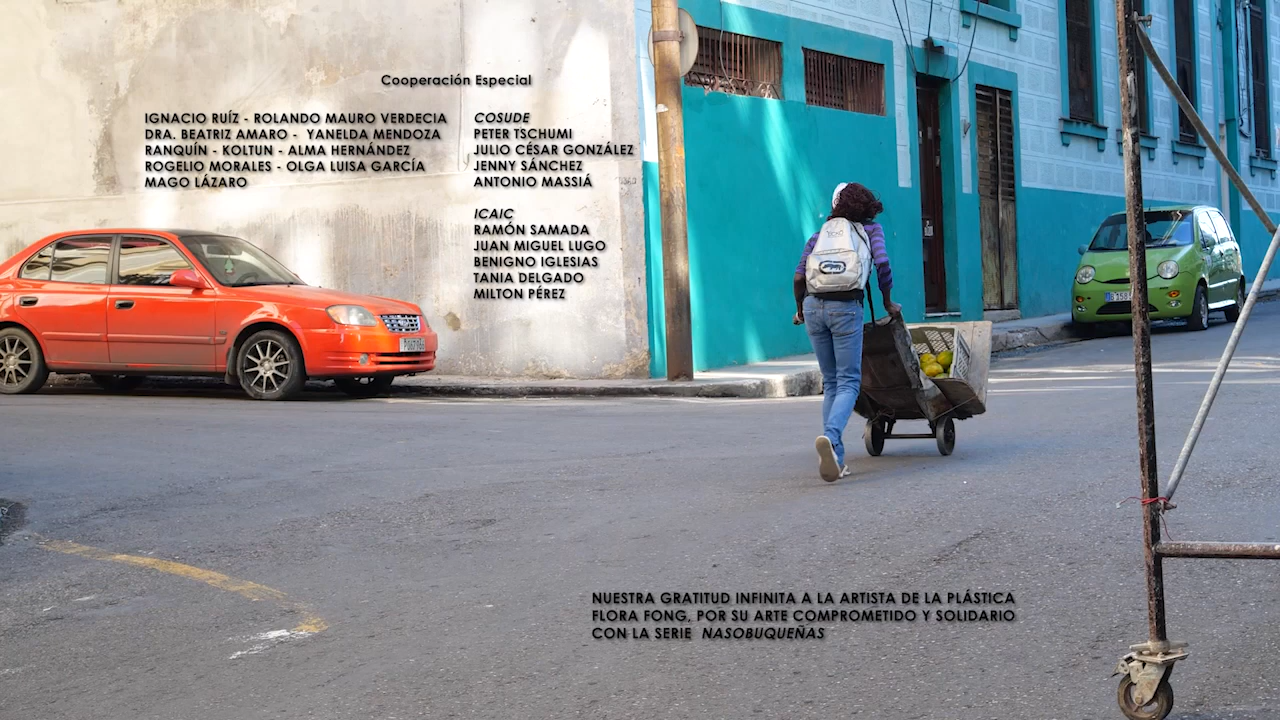 Cooperación Especial
IGNACIO RUÍZ - ROLANDO MAURO VERDECIA
DRA. BEATRIZ AMARO - YANELDA MENDOZA
RANQUÍN - KOLTUN - ALMA HERNÁNDEZ
ROGELIO MORALES - OLGA LUISA GARCÍA
MAGO LÁZARO
COSUDE
PETER TSCHUMI
JULIO CÉSAR GONZÁLEZ
JENNY SÁNCHEZ
ANTONIO MASSIÁ
ICAIC
RAMÓN SAMADA
JUAN MIGUEL LUGO
BENIGNO IGLESIAS
TANIA DELGADO
MILTON PÉREZ
NUESTRA GRATITUD INFINITA A LA ARTISTA DE LA PLÁSTICA
FLORA FONG, POR SU ARTE COMPROMETIDO Y SOLIDARIO
CON LA SERIE NASOBUQUEÑAS